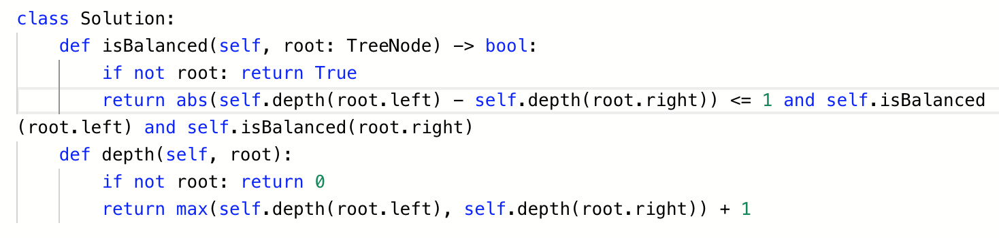 class Solution:
    def isBalanced(self, root: TreeNode) -> bool:
        if not root: return True
        return abs(self.depth(root.left) - self.depth(root.right)) <= 1 and self.isBalanced
(root.left) and self.isBalanced(root.right)
    def depth(self, root):
        if not root: return 0
        return max(self.depth(root.left), self.depth(root.right)) + 1